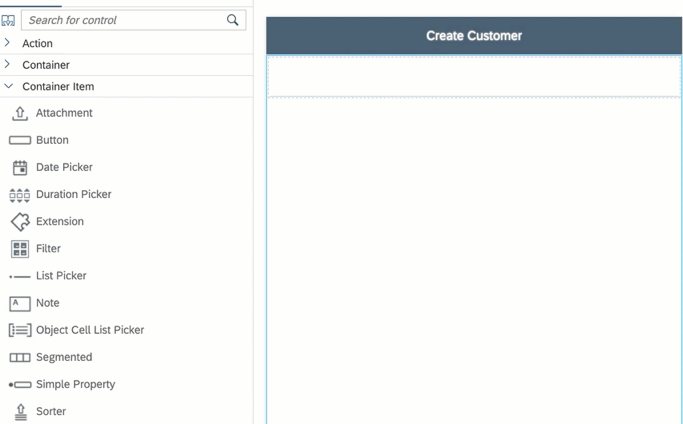 Search for control
Action
Container
Container Item
Attachment
Button
Date Picker
Duration Picker
Extension
Filter
List Picker
Note
Object Cell List Picker
Segmented
Simple Property
Sorter
Create Customer